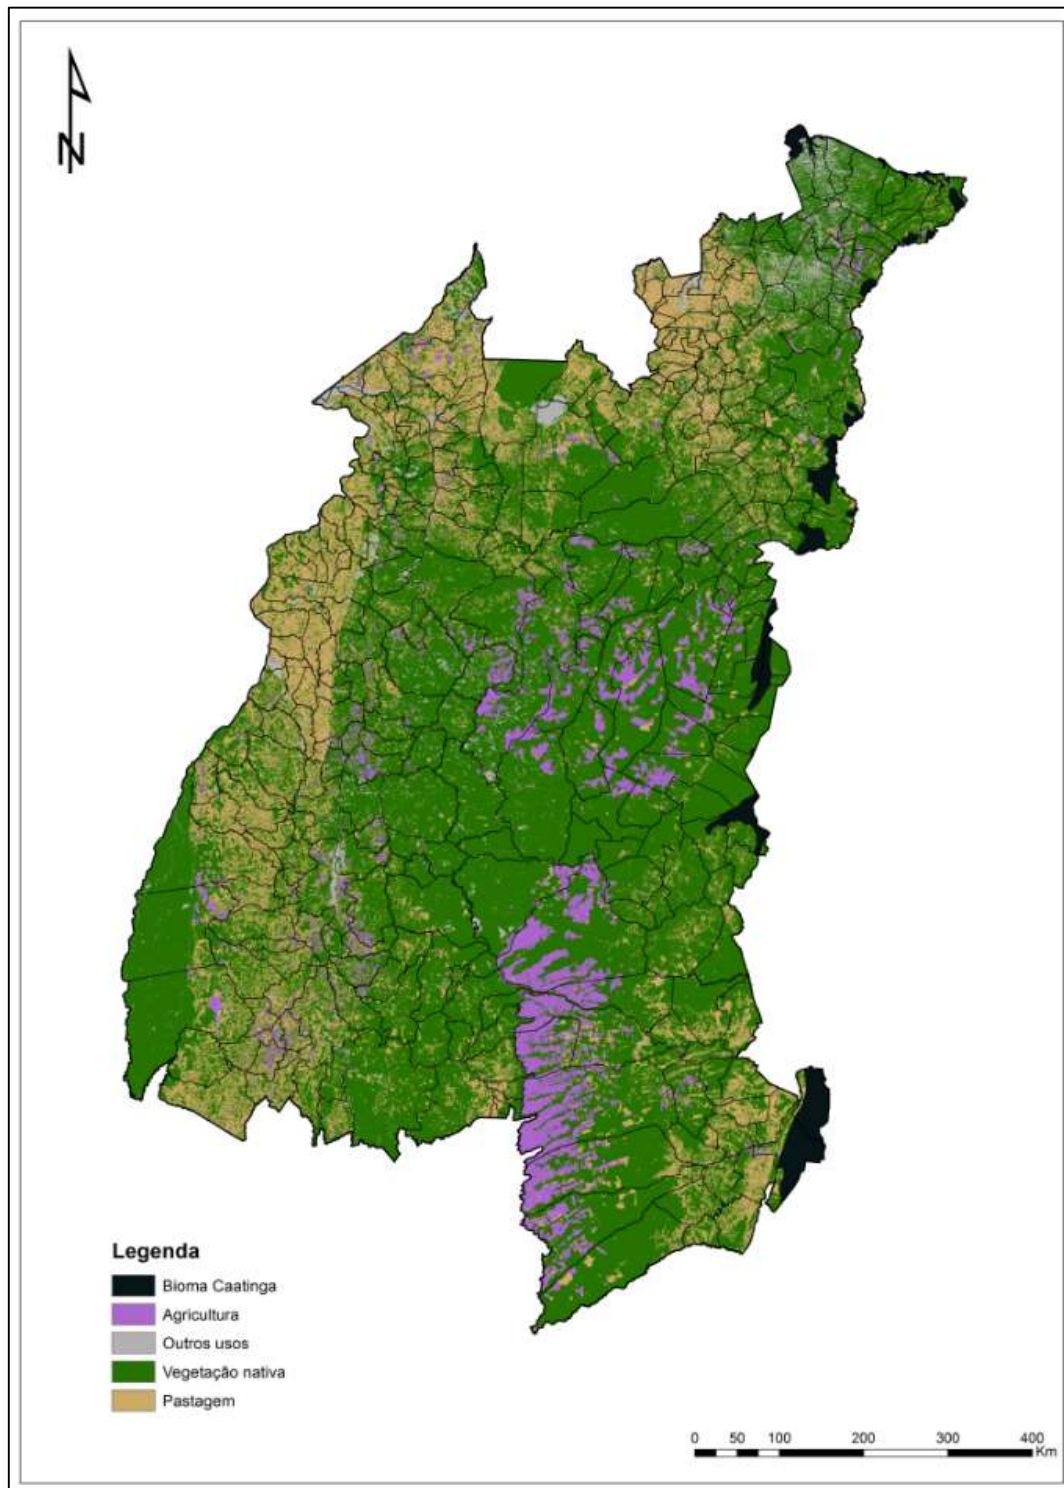 N
Legenda
Bioma Caatinga
Agricultura
Outros usos
Vegetação nativa
Pastagem
0 50 100 200 300 400
Km